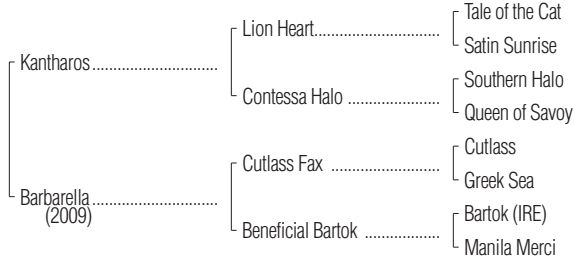 Tale of the Cat
Lion Heart
Satin Sunrise
Kantharos
Southern Halo
Contessa Halo
Queen of Savoy
Cutlass
Cutlass Fax
Greek Sea
Barbarella
(2009)
Bartok (IRE)
Beneficial Bartok
Manila Merci